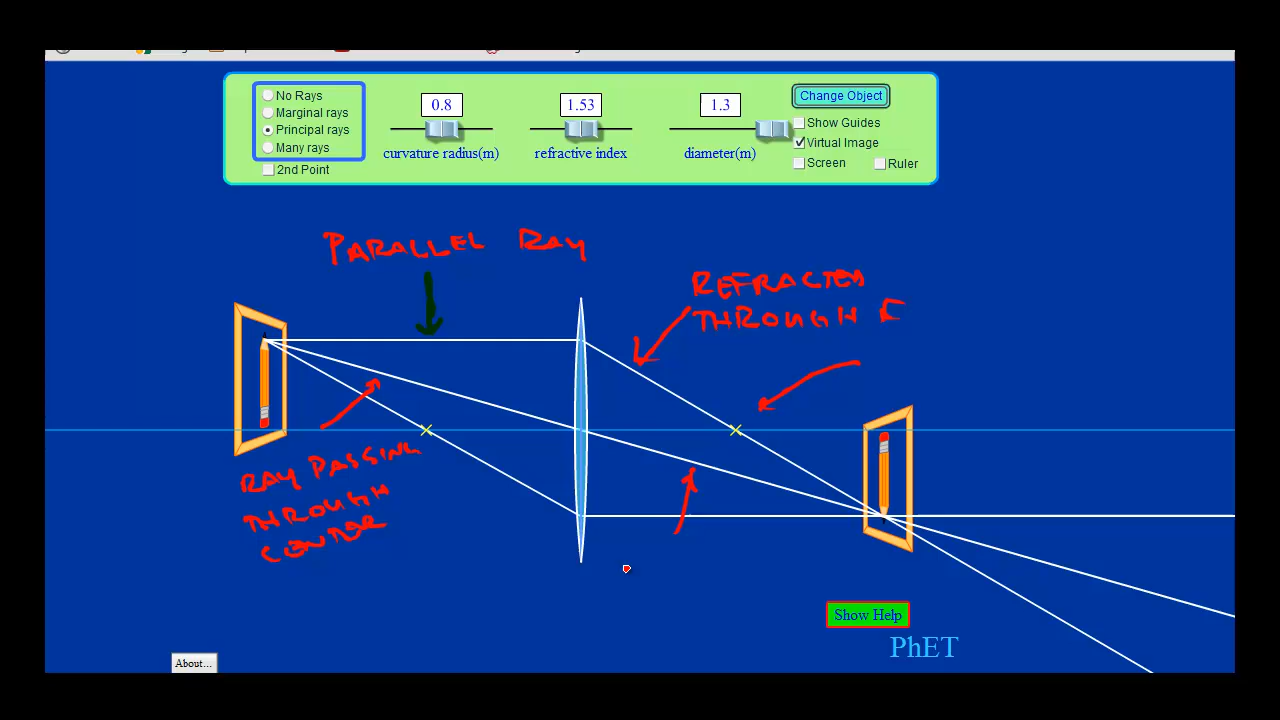 No Rays
Marginal rays
Principal rays
Many rays
2nd Point
0.8
curvature radius(m)
1.53
refractive index
1.3
diameter(m)
Change Object
Show Guides
Virtual Image
Screen
Ruler
PARALLEL RAY
REFRACTED
THROUGH F
RAY PASSING
THROUGH
CENTER
Show Help
PhET
About...